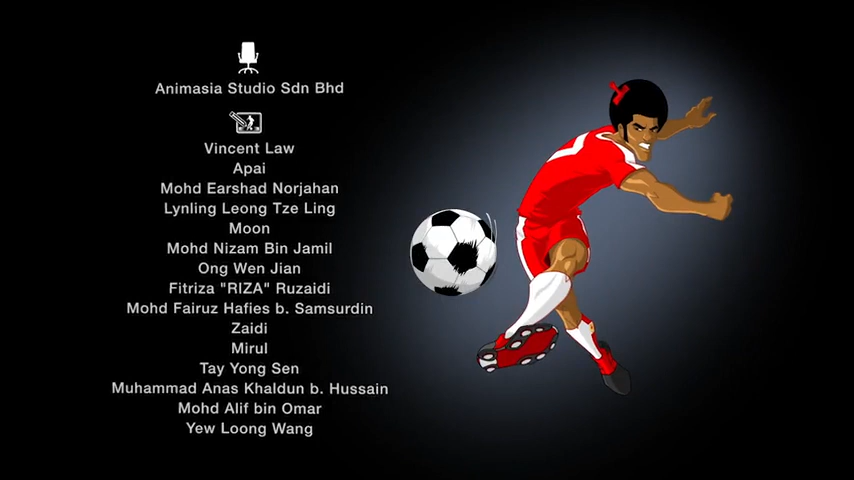 Animasia Studio Sdn Bhd
Vincent Law
Apai
Mohd Earshad Norjahan
Lynling Leong Tze Ling
Moon
Mohd Nizam Bin Jamil
Ong Wen Jian
Fitriza "RIZA" Ruzaidi
Mohd Fairuz Hafies b. Samsurdin
Zaidi
Mirul
Tay Yong Sen
Muhammad Anas Khaldun b. Hussain
Mohd Alif bin Omar
Yew Loong Wang